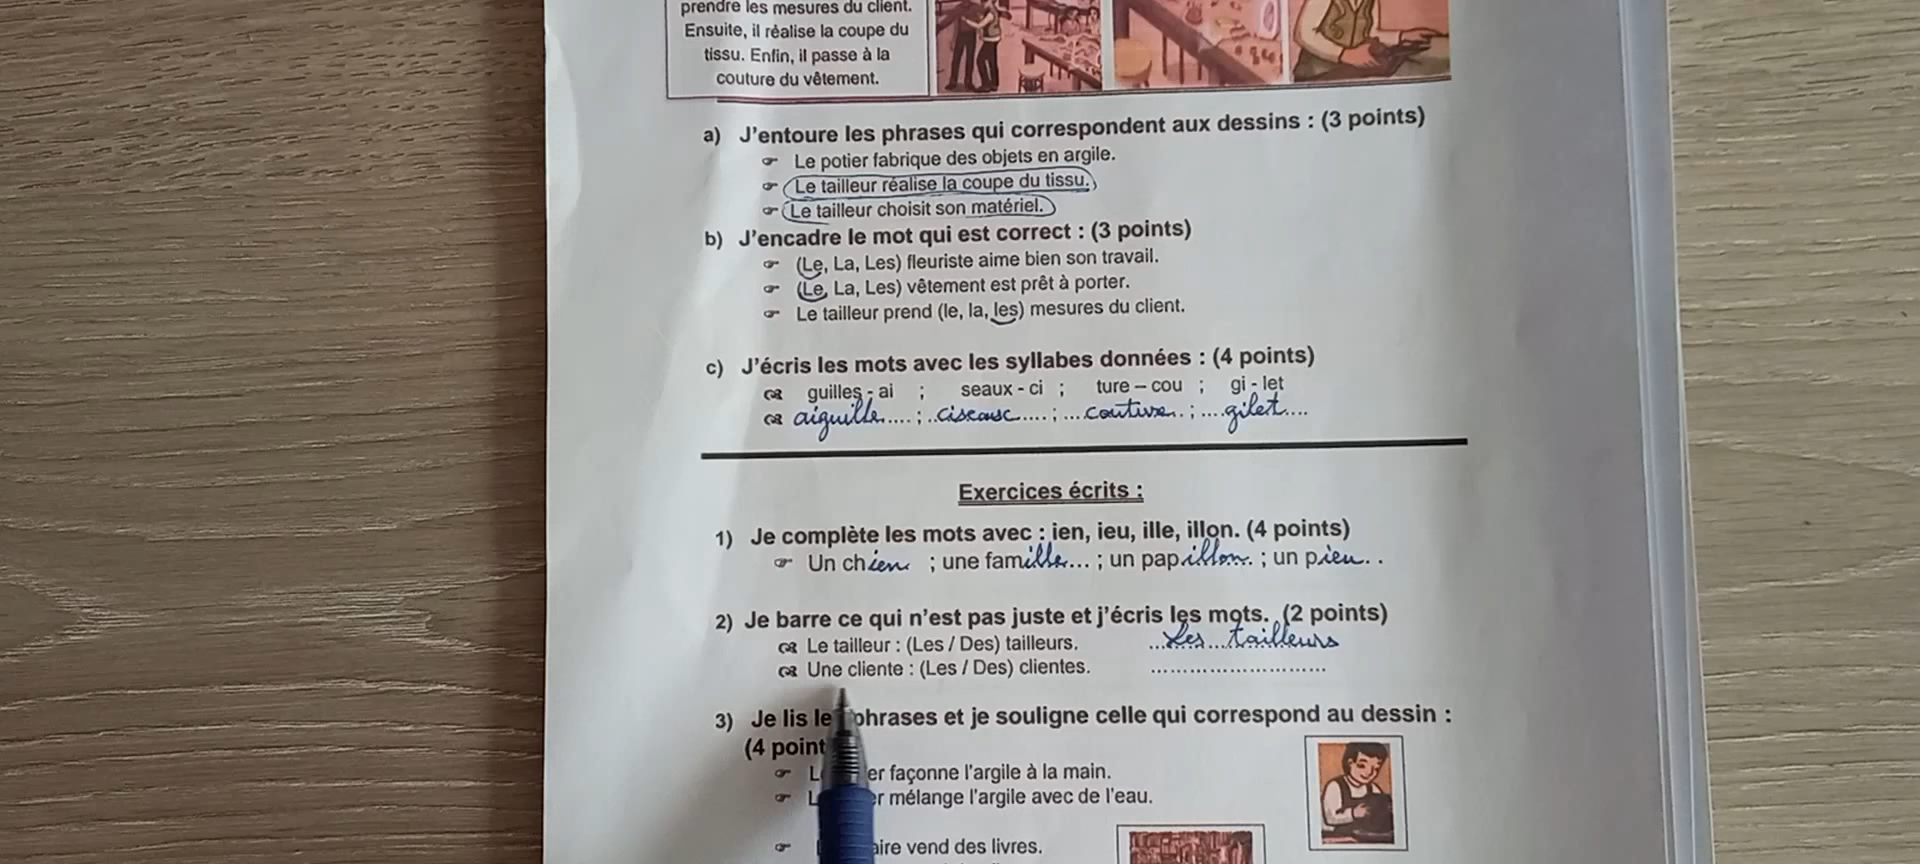 prendre les mesures du client.
Ensuite, il réalise la coupe du
tissu. Enfin, il passe à la
couture du vêtement.
a) J'entoure les phrases qui correspondent aux dessins : (3 points)
Le potier fabrique des objets en argile.
Le tailleur réalise la coupe du tissu.
Le tailleur choisit son matériel.
b) J'encadre le mot qui est correct : (3 points)
(Le, La, Les) fleuriste aime bien son travail.
(Le, La, Les) vêtement est prêt à porter.
Le tailleur prend (le, la, les) mesures du client.
c) J'écris les mots avec les syllabes données : (4 points)
guilles - ai ; seaux - ci ; ture – cou ; gi - let
aiguille.... ; ..ciseaux.... ; ...couture.. ; ....gilet....
Exercices écrits :
1) Je complète les mots avec : ien, ieu, ille, illon. (4 points)
Un chien ; une famille... ; un papillon. ; un pieu. .
2) Je barre ce qui n'est pas juste et j'écris les mots. (2 points)
Le tailleur : (Les / Des) tailleurs. ...Les...tailleurs
Une cliente : (Les / Des) clientes. ..............................
3) Je lis le phrases et je souligne celle qui correspond au dessin :
(4 point
L er façonne l'argile à la main.
L r mélange l'argile avec de l'eau.
aire vend des livres.